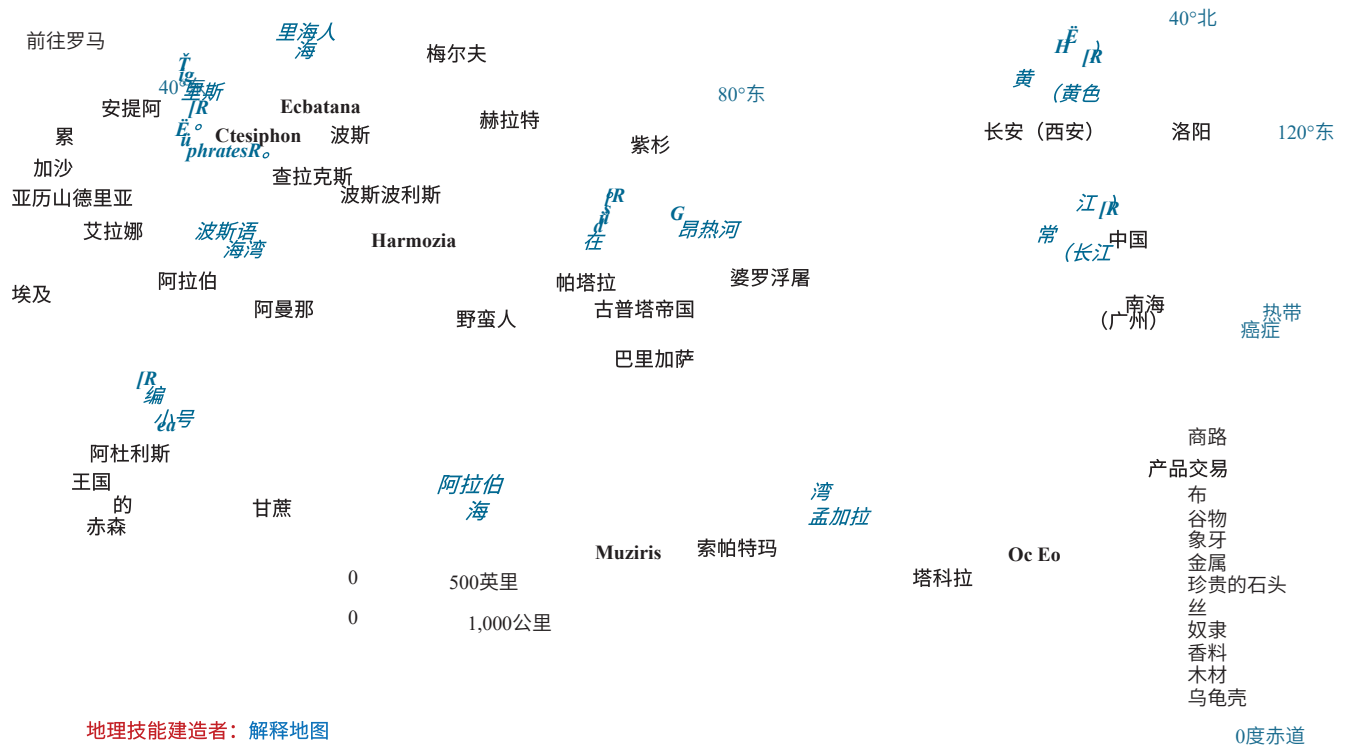 40°北
前往罗马
里海人
海
梅尔夫
黄
（黄色
80°东
里斯
安提阿
Ecbatana
赫拉特
累
Ctesiphon
波斯
紫杉
长安（西安）
洛阳
120°东
phratesR。
加沙
查拉克斯
亚历山德里亚
波斯波利斯
艾拉娜
波斯语
海湾
Harmozia
在
G
昂热河
江
[R
常
（长江
中国
埃及
阿拉伯
阿曼那
帕塔拉
婆罗浮屠
野蛮人
古普塔帝国
南海
（广州）
热带
癌症
巴里加萨
[R
编
小号
ea
阿杜利斯
王国
的
赤森
甘蔗
阿拉伯
海
湾
孟加拉
Muziris
索帕特玛
Oc Eo
塔科拉
0
500英里
0
1,000公里
商路
产品交易
布
谷物
象牙
金属
珍贵的石头
丝
奴隶
香料
木材
乌龟壳
地理技能建造者：解释地图
0度赤道